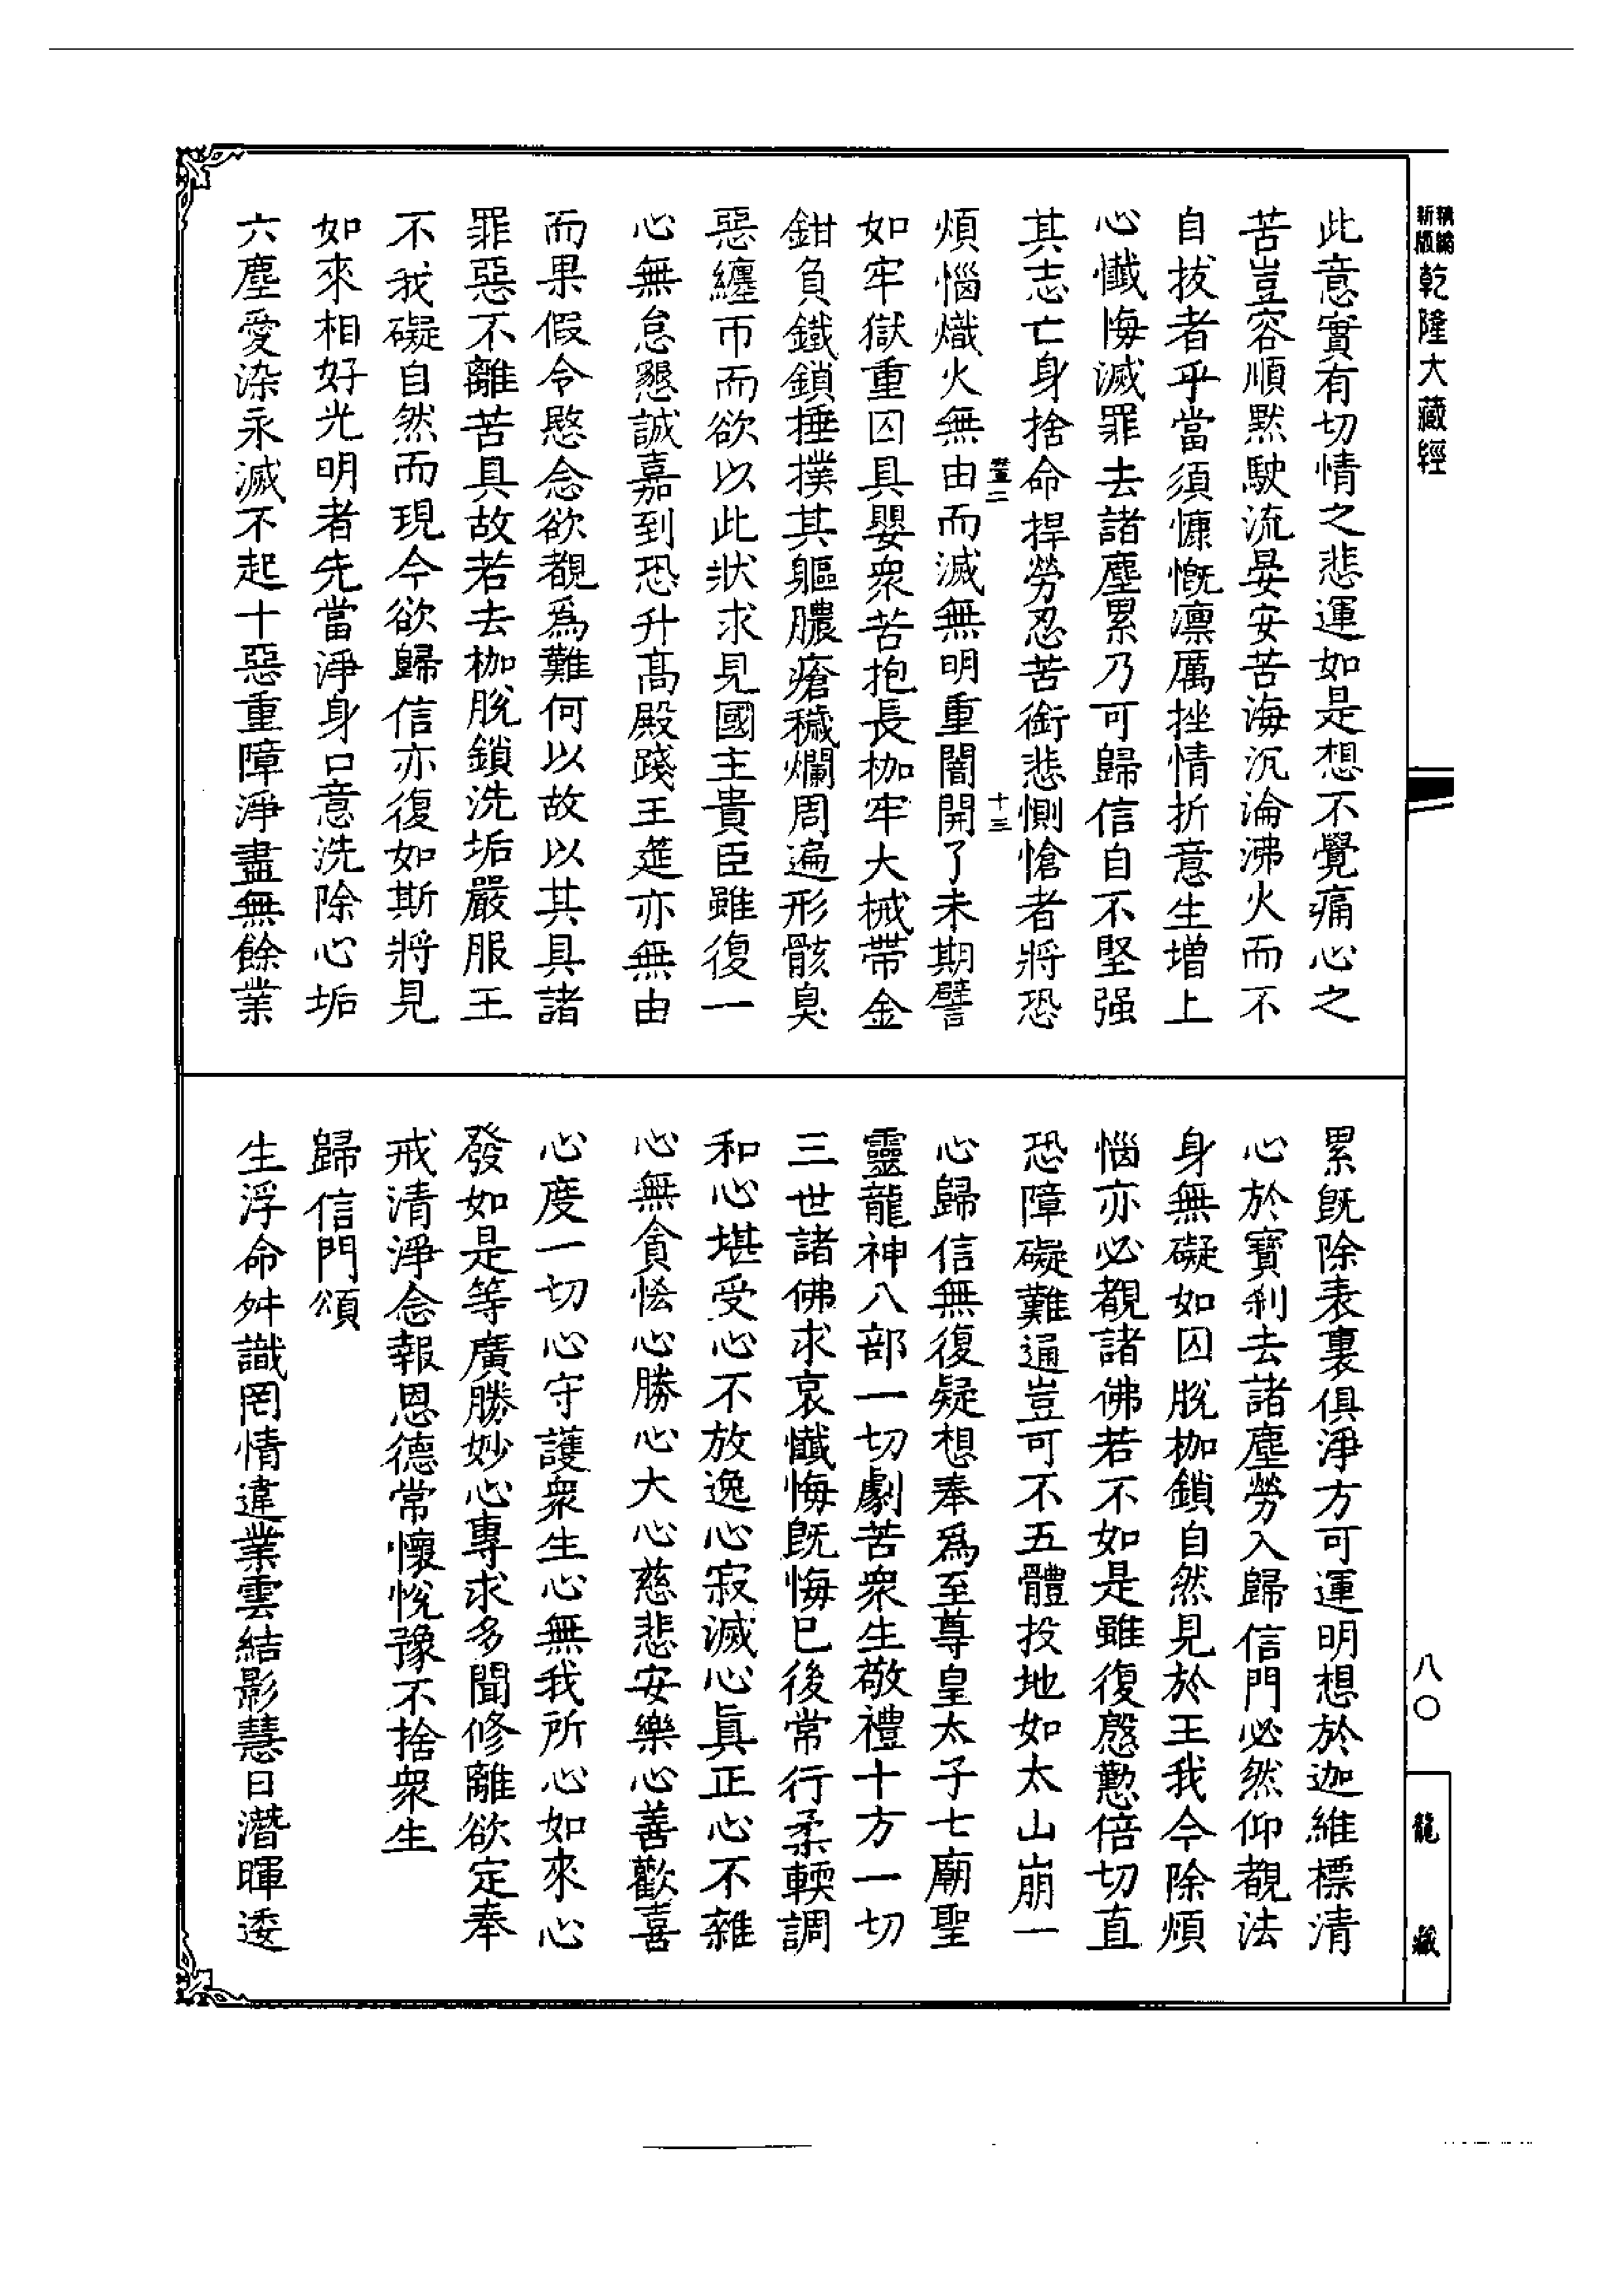 新編
新版
乾隆大藏經
此意實有切情之悲運如是想不覺痛心之
苦豈容順默駛流晏安苦海沉淪沸火而不
自拔者乎當須慷慨凛厲挫情折意生增上
心懺悔滅罪去諸塵累乃可歸信自不堅强
其志亡身捨命捍勞忍苦銜悲惻愴者將恐
十三
煩惱熾火無由而滅無明重闇開了未期譬
如牢獄重囚具嬰衆苦抱長枷牢大械帶金
鉗負鐵鎖捶撲其軀膿瘡穢爛周遍形骸臭
惡纏帀而欲以此狀求見國主貴臣雖復一
心無怠懇誠嘉到恐升高殿踐王筵亦無由
而果假令愍念欲覩爲難何以故以其具諸
罪惡不離苦具故若去枷脫鎖洗垢嚴服王
不我礙自然而現今欲歸信亦復如斯將見
如來相好光明者先當淨身口意洗除心垢
六塵愛染永滅不起十惡重障淨盡無餘業
累旣除表裏俱淨方可運明想於迦維標清
心於寶刹去諸塵勞入歸信門必然仰覩法
身無礙如囚脫枷鎖自然見於王我今除煩
惱亦必覩諸佛若不如是雖復慇懃倍切直
恐障礙難通豈可不五體投地如太山崩一
心歸信無復疑想奉爲至尊皇太子七廟聖
靈龍神八部一切劇苦衆生敬禮十方一切
三世諸佛求哀懺悔旣悔已後常行柔輭調
和心堪受心不放逸心寂滅心眞正心不雜
心無貪恡心勝心大心慈悲安樂心善歡喜
心度一切心守護衆生心無我所心如來心
發如是等廣勝妙心專求多聞修離欲定奉
戒清淨念報恩德常懷悅豫不捨衆生
歸信門頌
生浮命舛識罔情違業雲結影慧日潛暉逶
八〇
龍藏